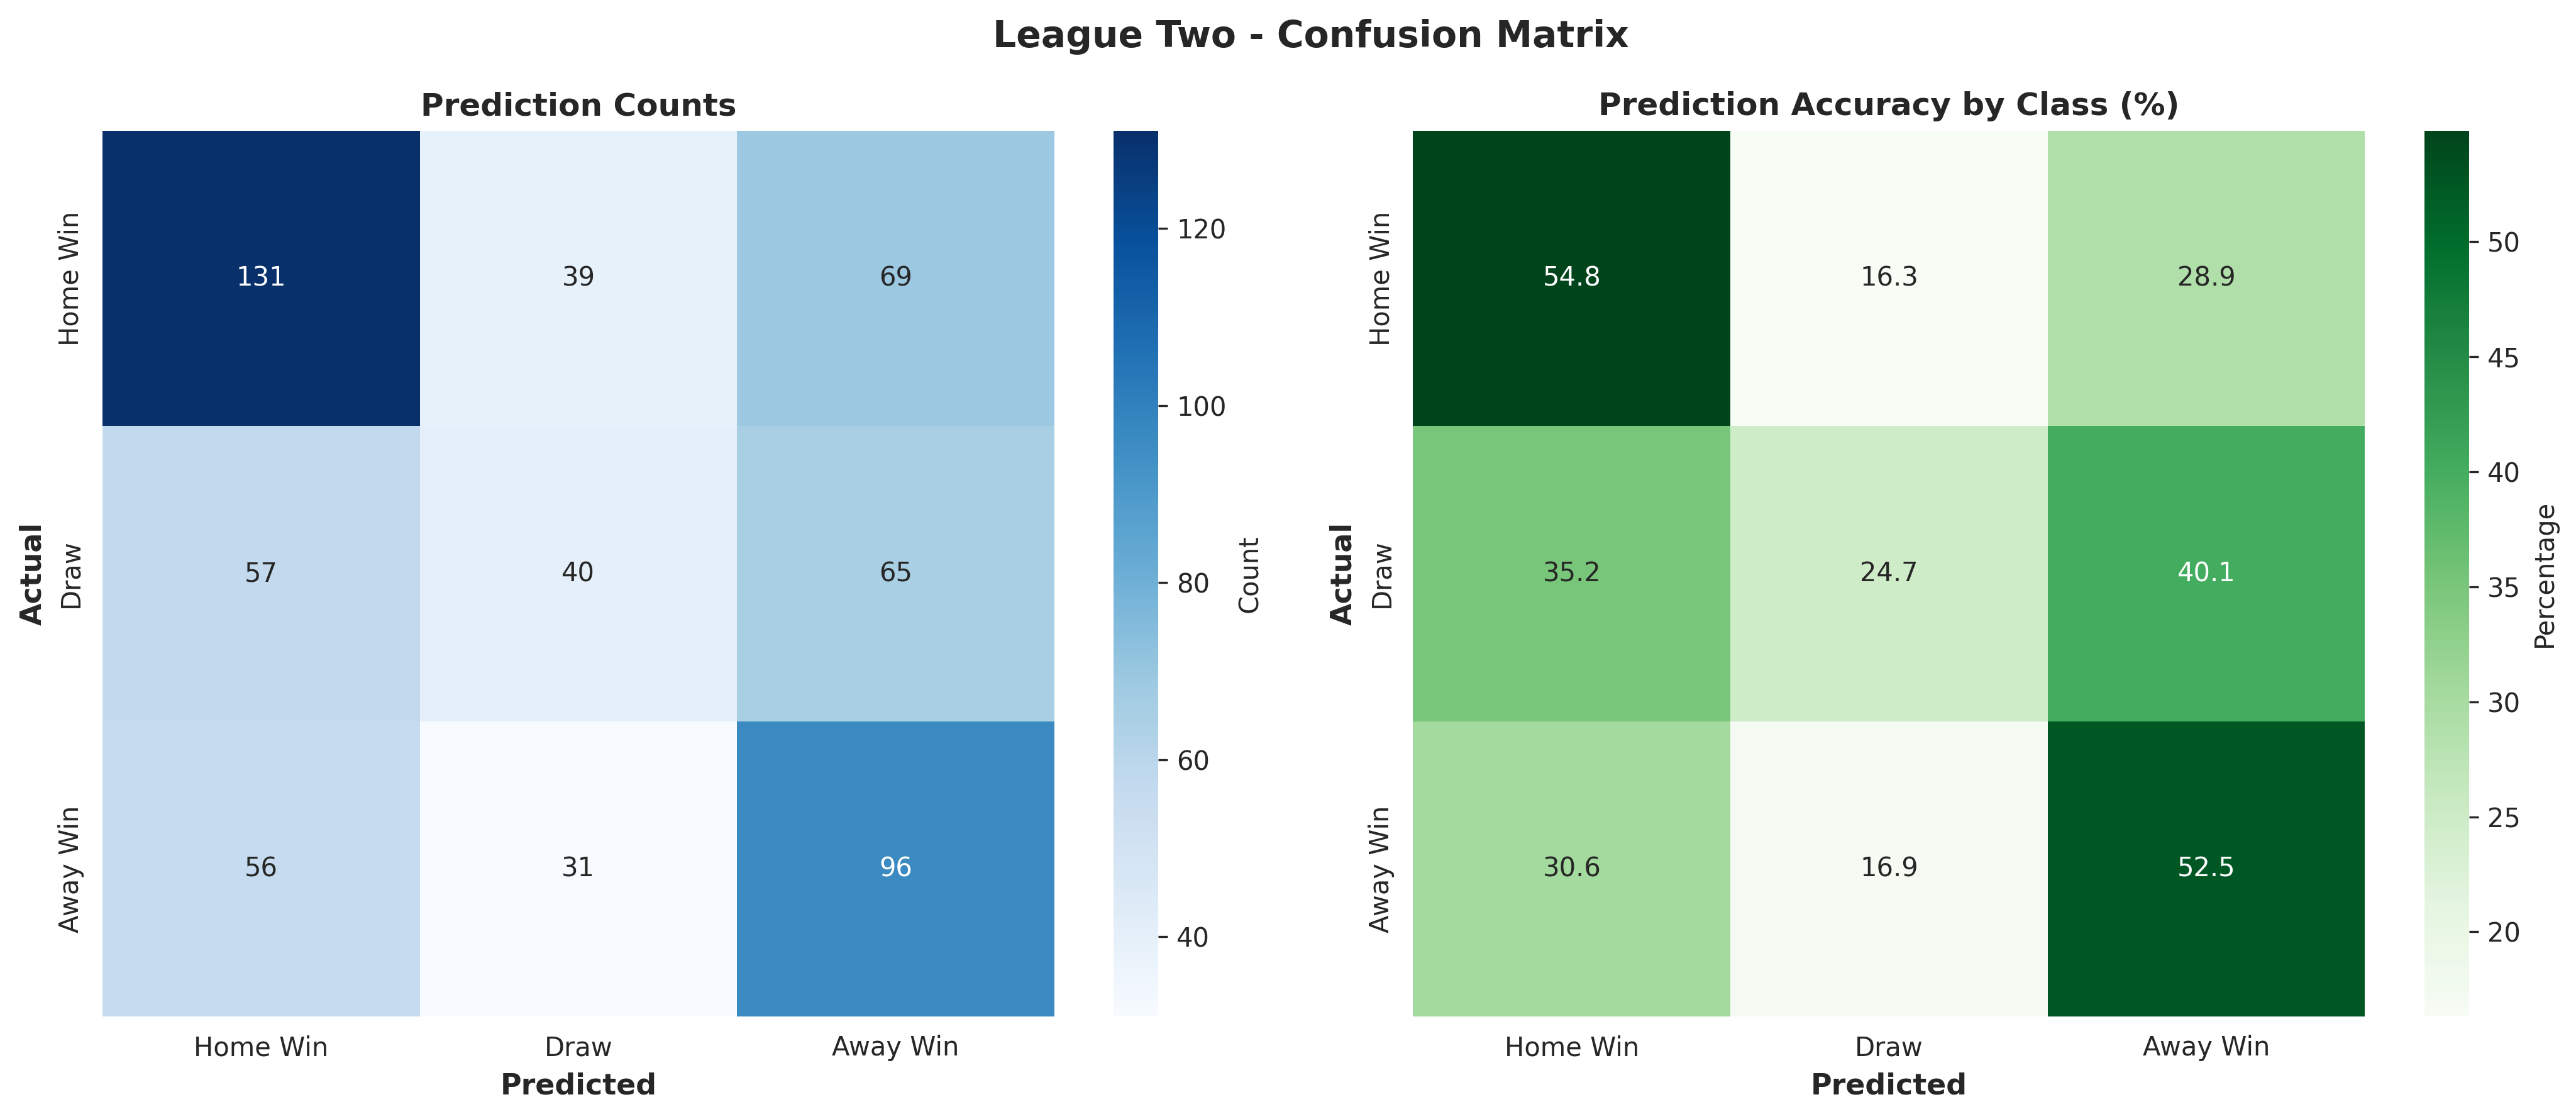 League Two - Confusion Matrix
Prediction Counts
Home Win
Draw
Away Win
Actual
131 39 69
57 40 65
56 31 96
Home Win Draw Away Win
Predicted
120
100
80
60
40
Count
Prediction Accuracy by Class (%)
Home Win
Draw
Away Win
Actual
54.8 16.3 28.9
35.2 24.7 40.1
30.6 16.9 52.5
Home Win Draw Away Win
Predicted
50
45
40
35
30
25
20
Percentage